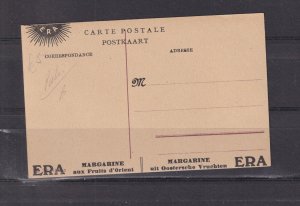 ERA
CARTE POSTALE
POSTKAART
CORRESPONDANCE
ADRESSE
M
ERA
MARGARINE
aux Fruits d'Orient
MARGARINE
uit Oostersche Vruchten
ERA